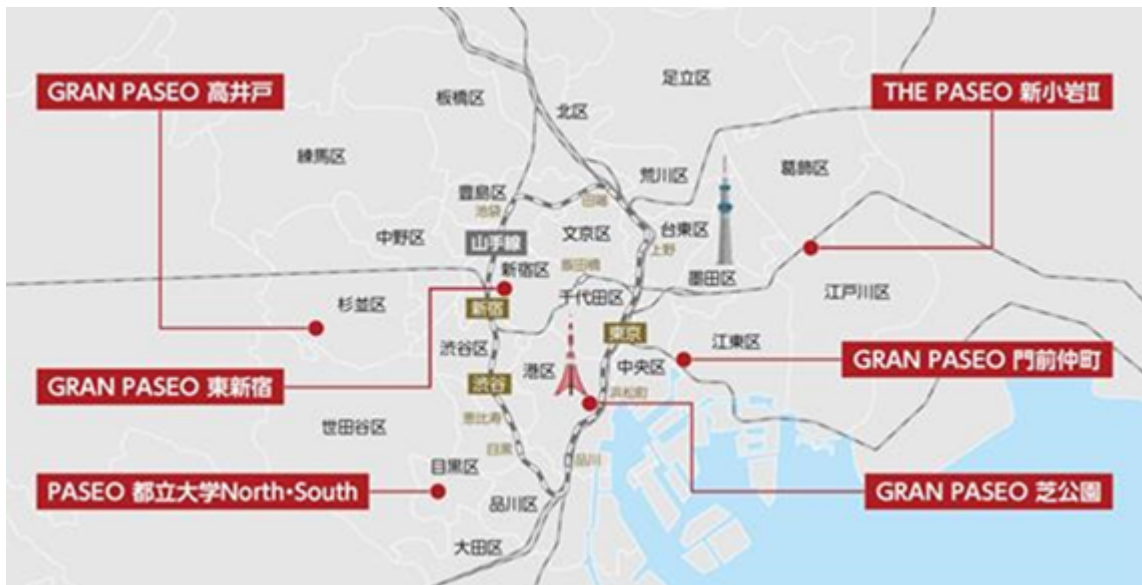 足立区
GRAN PASEO 高井戸
THE PASEO 新小岩Ⅱ
板橋区
北区
練馬区
荒川区
葛飾区
豊島区
池袋
田端
台東区
中野区
山手線
文京区
上野
新宿区
飯田橋
墨田区
江戸川区
杉並区
千代田区
新宿
東京
渋谷区
江東区
GRAN PASEO 東新宿
渋谷
港区
中央区
GRAN PASEO 門前仲町
浜松町
恵比寿
世田谷区
目黒
目黒区
品川
PASEO 都立大学North・South
品川区
GRAN PASEO 芝公園
大田区